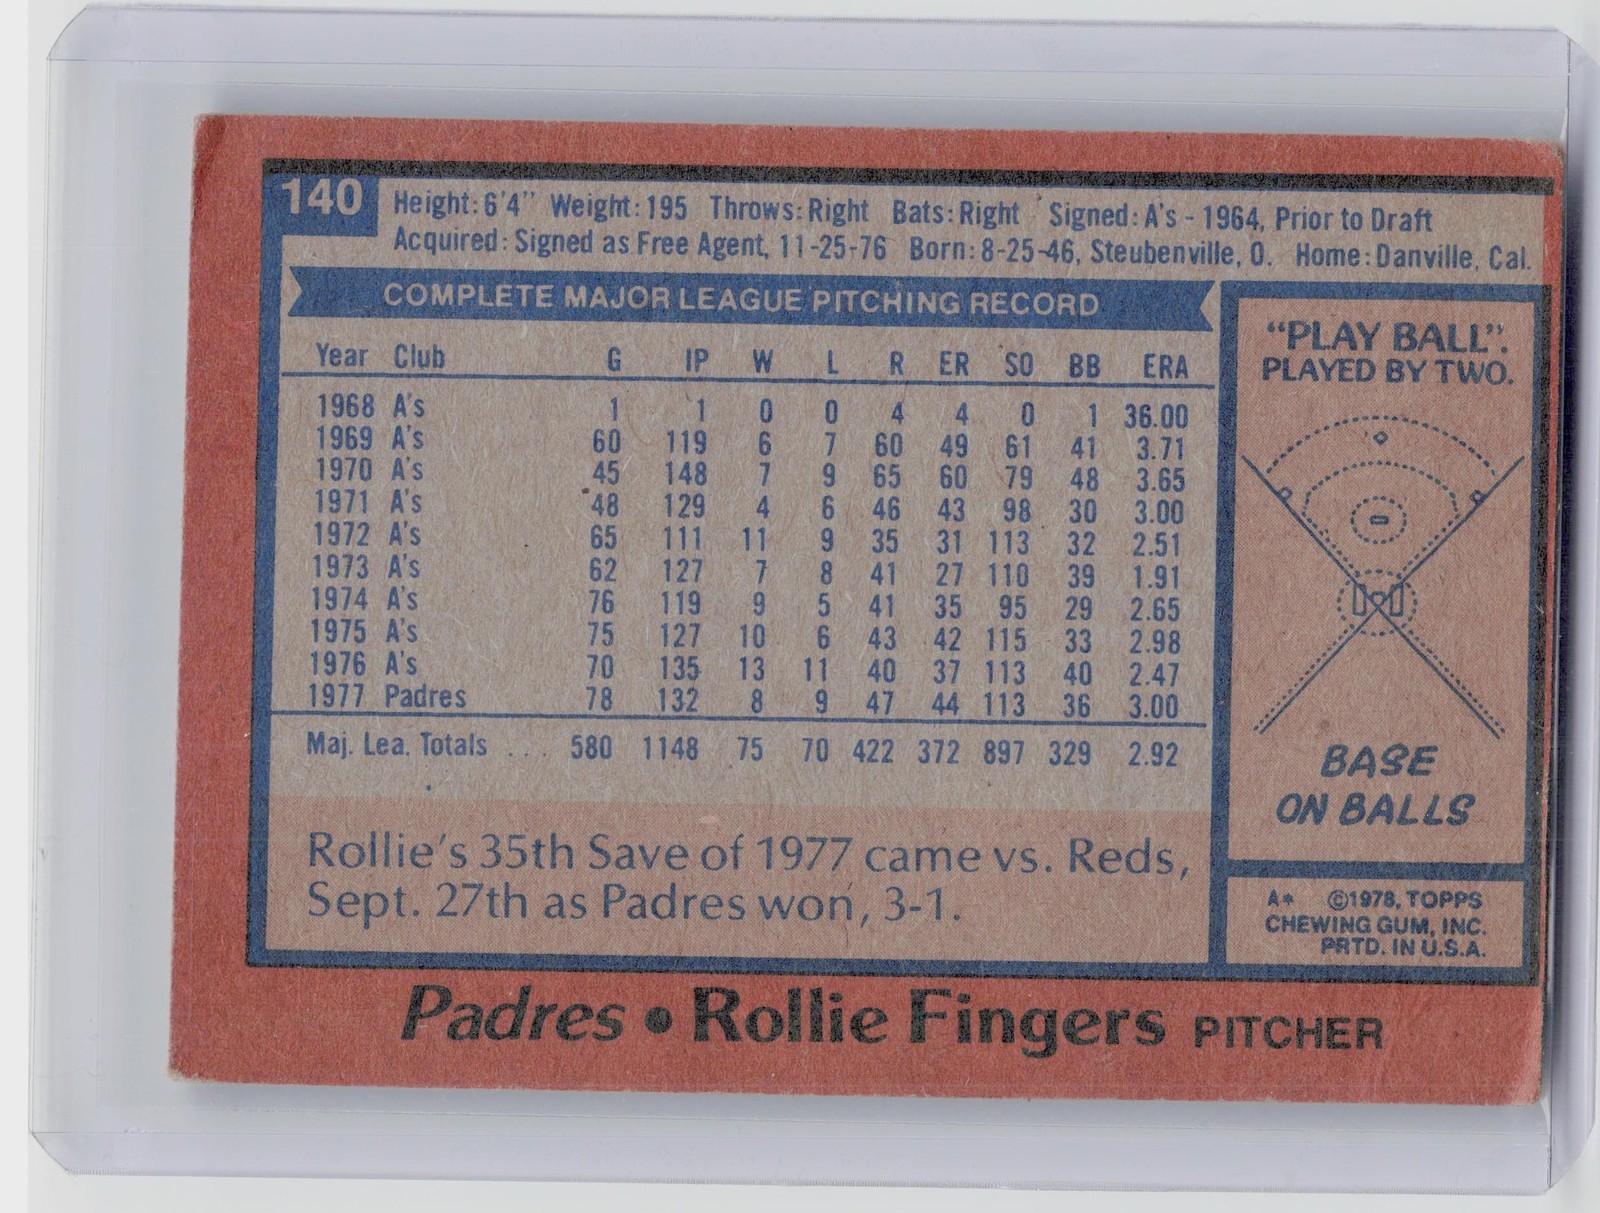 140
Height: 6'4" Weight: 195 Throws: Right Bats: Right Signed: A's - 1964, Prior to Draft
Acquired: Signed as Free Agent, 11-25-76 Born: 8-25-46, Steubenville, O. Home: Danville, Cal.
COMPLETE MAJOR LEAGUE PITCHING RECORD
Year Club G IP W L R ER SO BB ERA
1968 A's 1 1 0 0 4 4 0 1 36.00
1969 A's 60 119 6 7 60 49 61 41 3.71
1970 A's 45 148 7 9 65 60 79 48 3.65
1971 A's 48 129 4 6 46 43 98 30 3.00
1972 A's 65 111 11 9 35 31 113 32 2.51
1973 A's 62 127 7 8 41 27 110 39 1.91
1974 A's 76 119 9 5 41 35 95 29 2.65
1975 A's 75 127 10 6 43 42 115 33 2.98
1976 A's 70 135 13 11 40 37 113 40 2.47
1977 Padres 78 132 8 9 47 44 113 36 3.00
Maj. Lea. Totals ... 580 1148 75 70 422 372 897 329 2.92
Rollie's 35th Save of 1977 came vs. Reds,
Sept. 27th as Padres won, 3-1.
"PLAY BALL".
PLAYED BY TWO.
BASE
ON BALLS
A* ©1978, TOPPS
CHEWING GUM, INC.
PRTD. IN U.S.A.
Padres • Rollie Fingers PITCHER